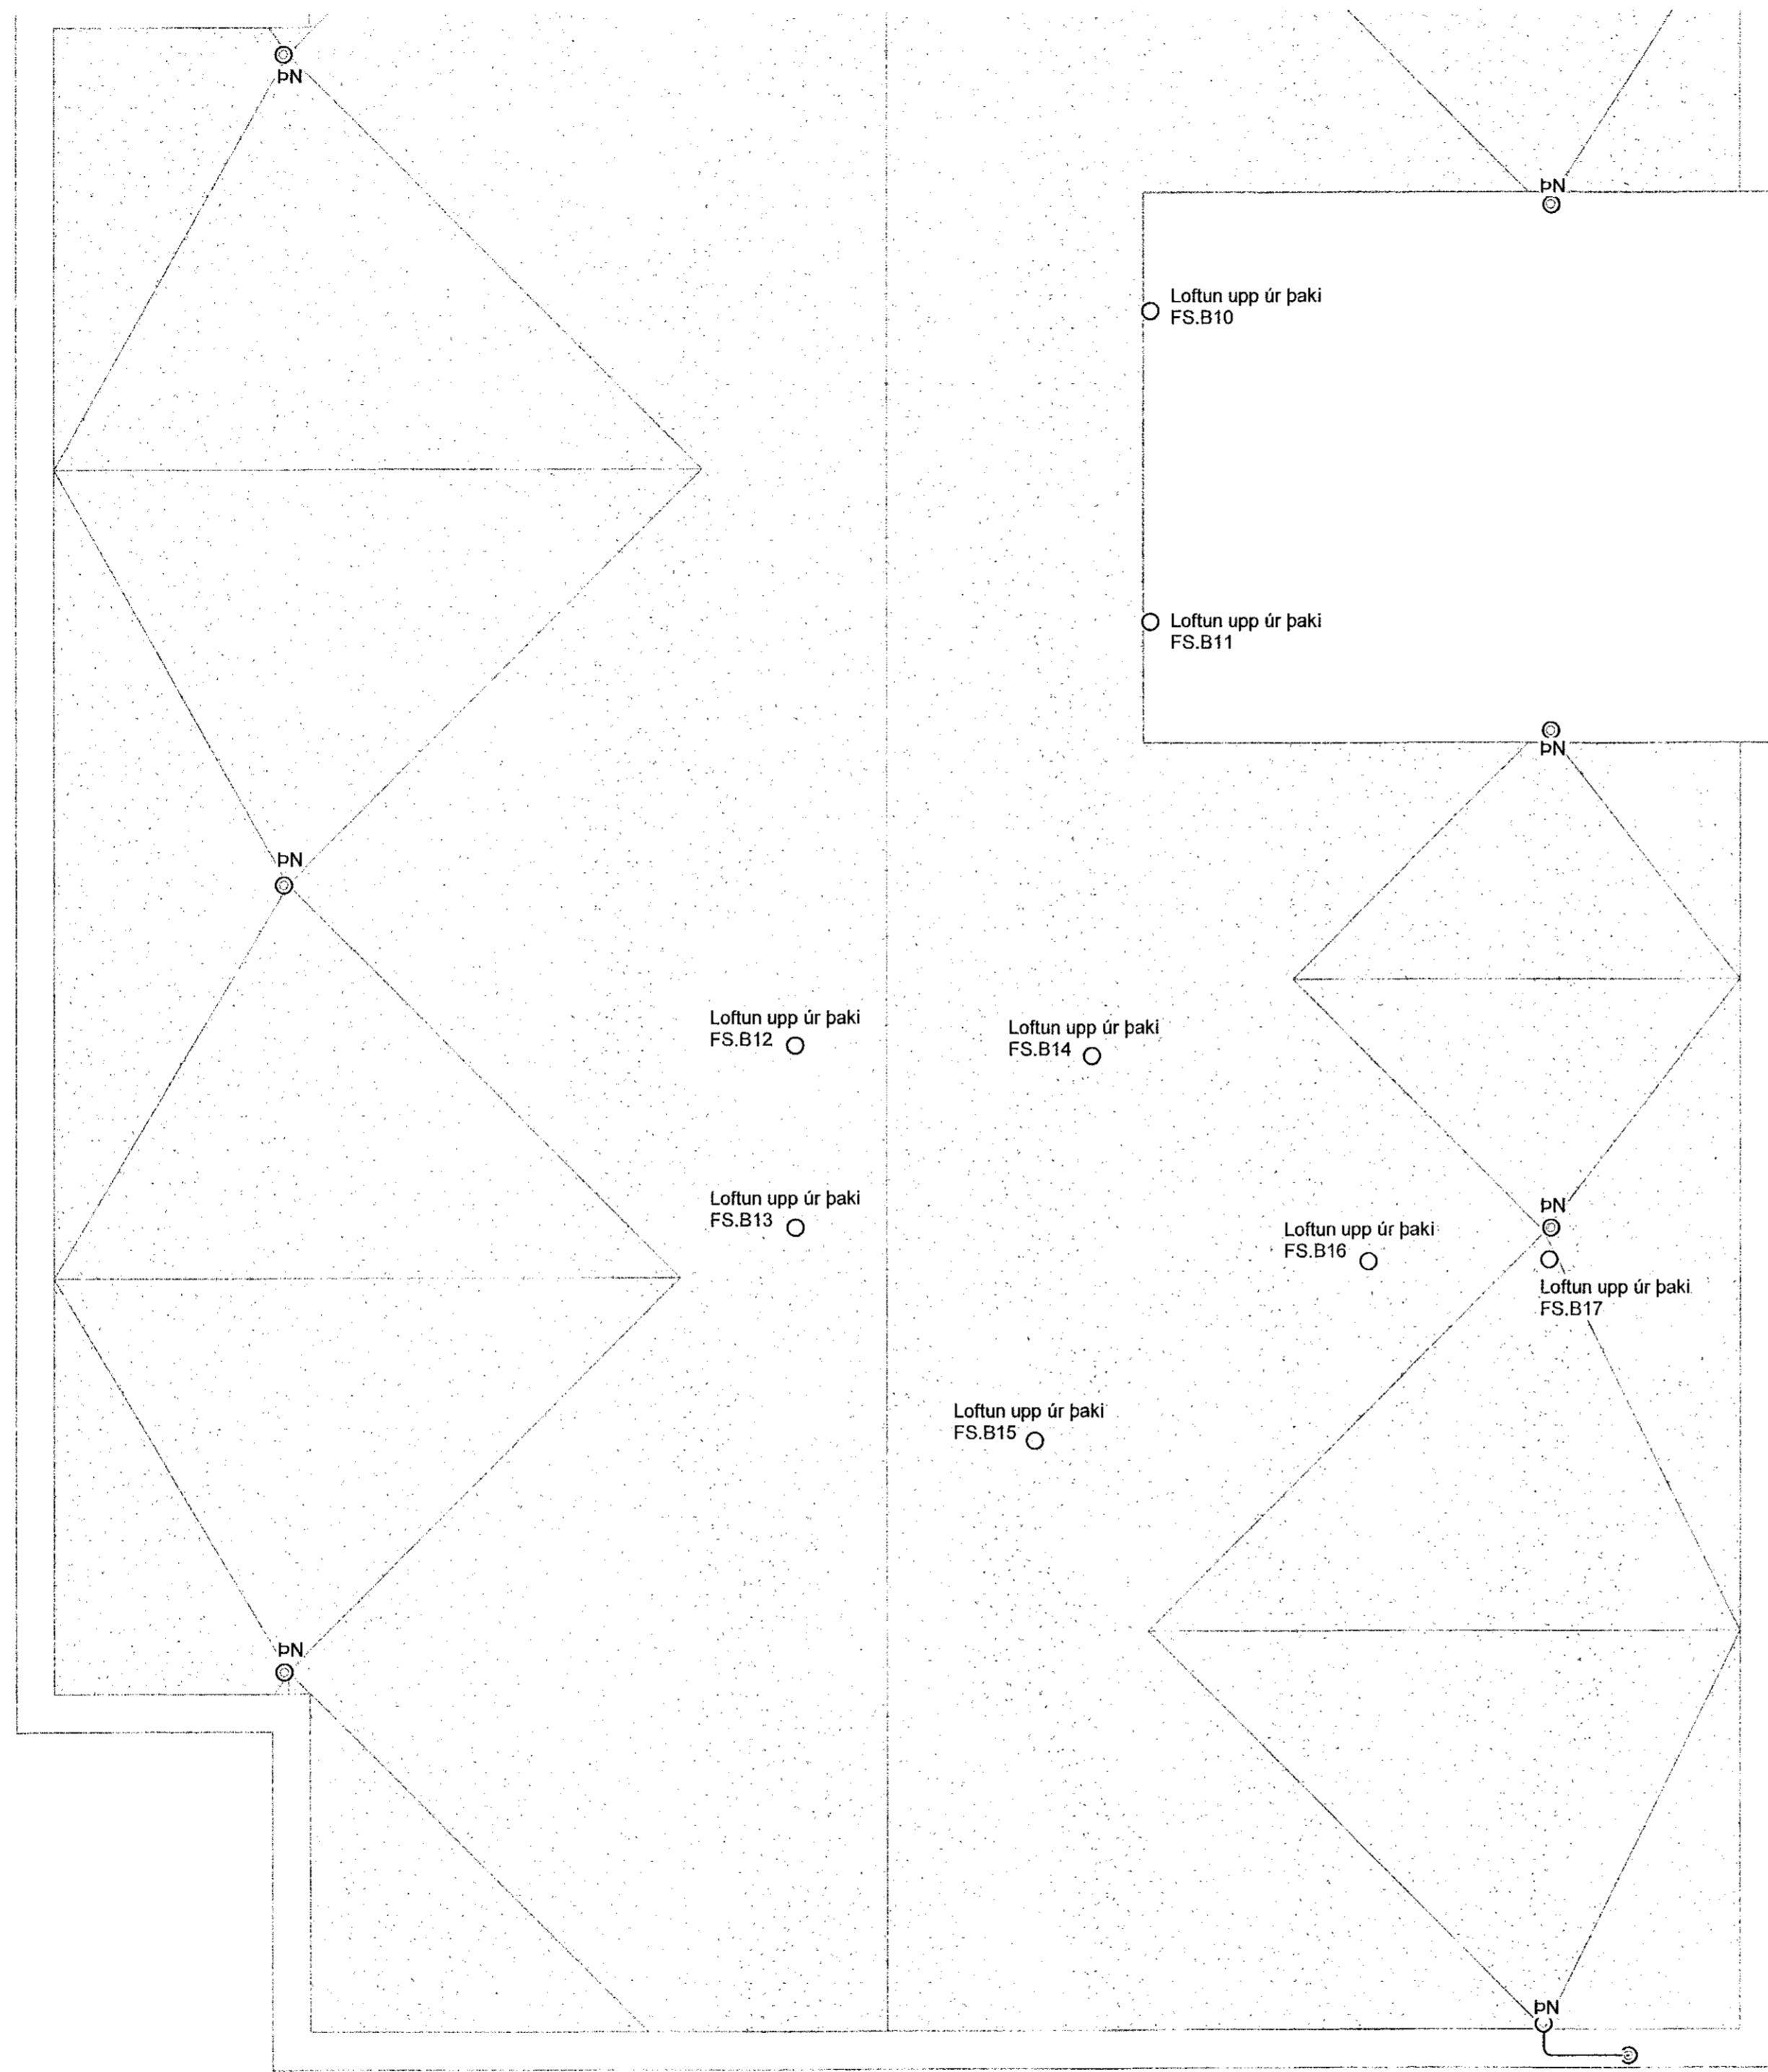 ÞN
ÞN
Loftun upp úr þaki
FS.B10
Loftun upp úr þaki
FS.B11
ÞN
ÞN
Loftun upp úr þaki
FS.B12
Loftun upp úr þaki
FS.B14
Loftun upp úr þaki
FS.B13
ÞN
Loftun upp úr þaki
FS.B16
Loftun upp úr þaki
FS.B17
Loftun upp úr þaki
FS.B15
ÞN
ÞN